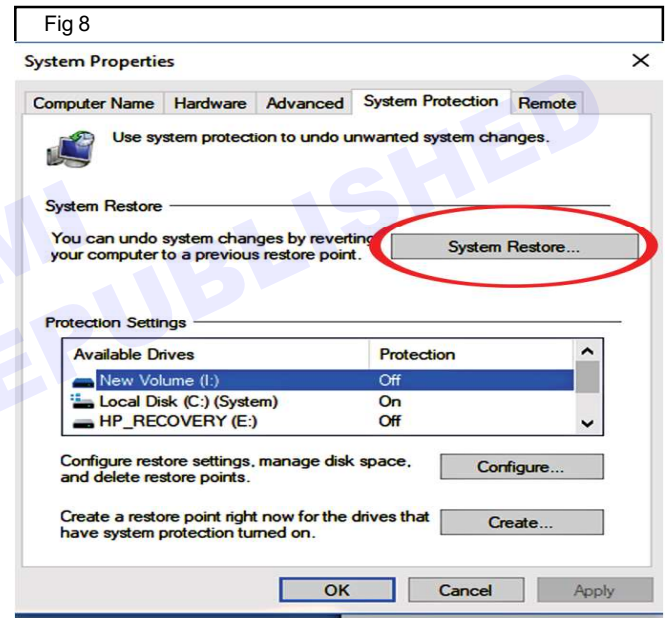 Fig 8
System Properties
Computer Name Hardware Advanced System Protection Remote
Use system protection to undo unwanted system changes.
System Restore
You can undo system changes by reverting
your computer to a previous restore point.
System Restore...
Protection Settings
Available Drives Protection
New Volume (I:) Off
Local Disk (C:) (System) On
HP_RECOVERY (E:) Off
Configure restore settings, manage disk space,
and delete restore points.
Configure...
Create a restore point right now for the drives that
have system protection turned on.
Create...
OK Cancel Apply